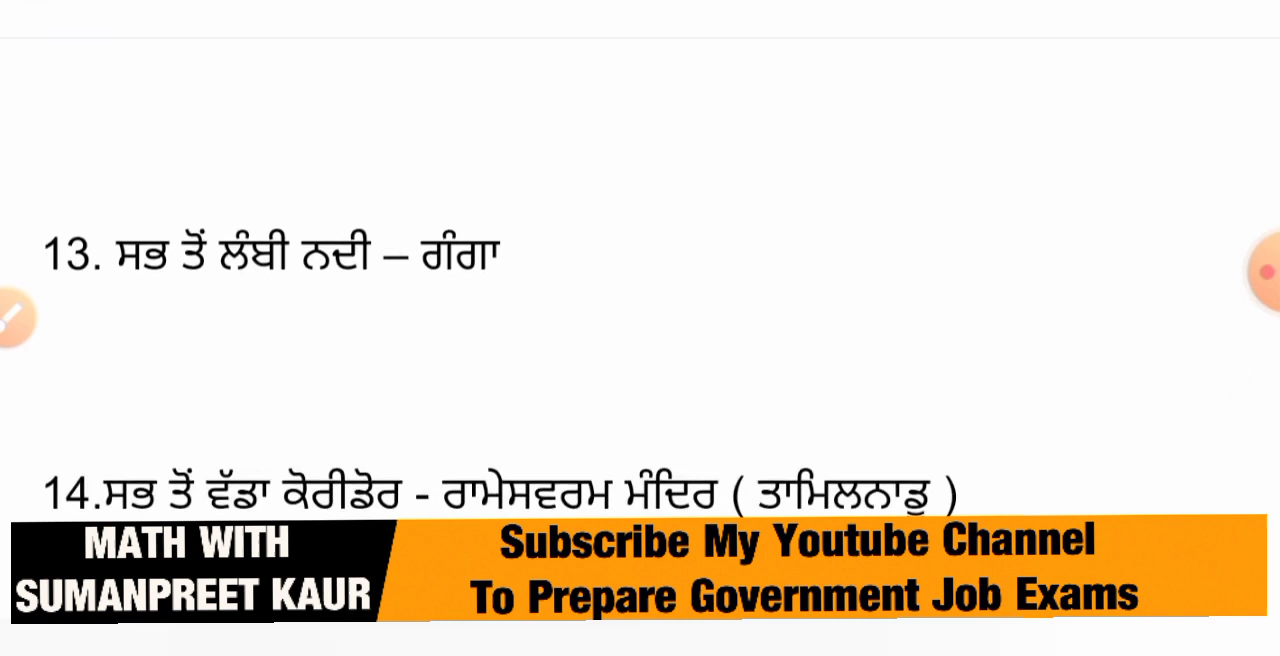 13. ਸਭ ਤੋਂ ਲੰਬੀ ਨਦੀ – ਗੰਗਾ
14.ਸਭ ਤੋਂ ਵੱਡਾ ਕੋਰੀਡੋਰ - ਰਾਮੇਸਵਰਮ ਮੰਦਿਰ ( ਤਾਮਿਲਨਾਡੂ )
MATH WITH
SUMANPREET KAUR
Subscribe My Youtube Channel
To Prepare Government Job Exams